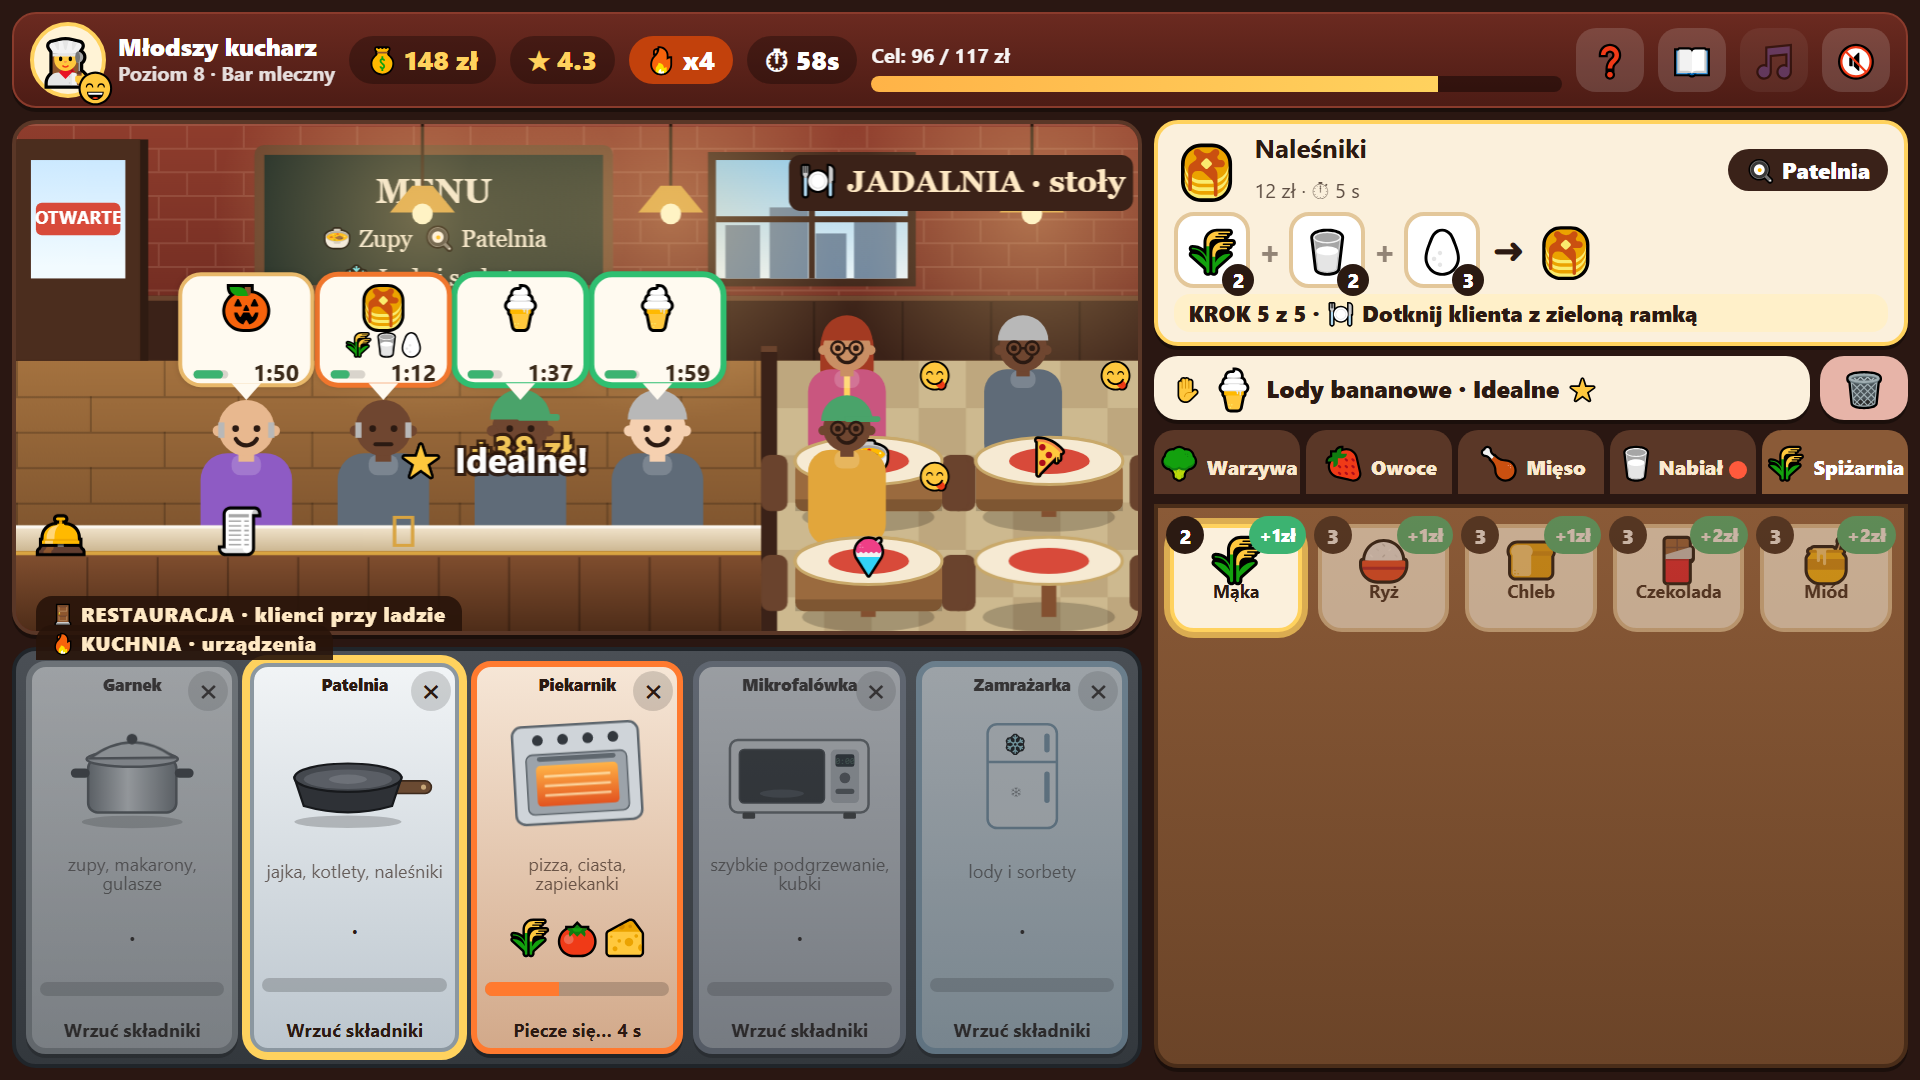 Młodszy kucharz
Poziom 8 · Bar mleczny
148 zł
★ 4.3
x4
58s
Cel: 96 / 117 zł
OTWARTE
MENU
Zupy Patelnia
JADALNIA · stoły
1:50
1:12
1:37
1:59
Idealne!
RESTAURACJA · klienci przy ladzie
KUCHNIA · urządzenia
Garnek
zupy, makarony, gulasze
Wrzuć składniki
Patelnia
jajka, kotlety, naleśniki
Wrzuć składniki
Piekarnik
pizza, ciasta, zapiekanki
Piecze się... 4 s
Mikrofalówka
szybkie podgrzewanie, kubki
Wrzuć składniki
Zamrażarka
lody i sorbety
Wrzuć składniki
Naleśniki
12 zł · 5 s
Patelnia
2 + 2 + 3 →
KROK 5 z 5 · Dotknij klienta z zieloną ramką
Lody bananowe · Idealne
Warzywa
Owoce
Mięso
Nabiał
Spiżarnia
2 +1zł
Mąka
3 +1zł
Ryż
3 +1zł
Chleb
3 +2zł
Czekolada
3 +2zł
Miód